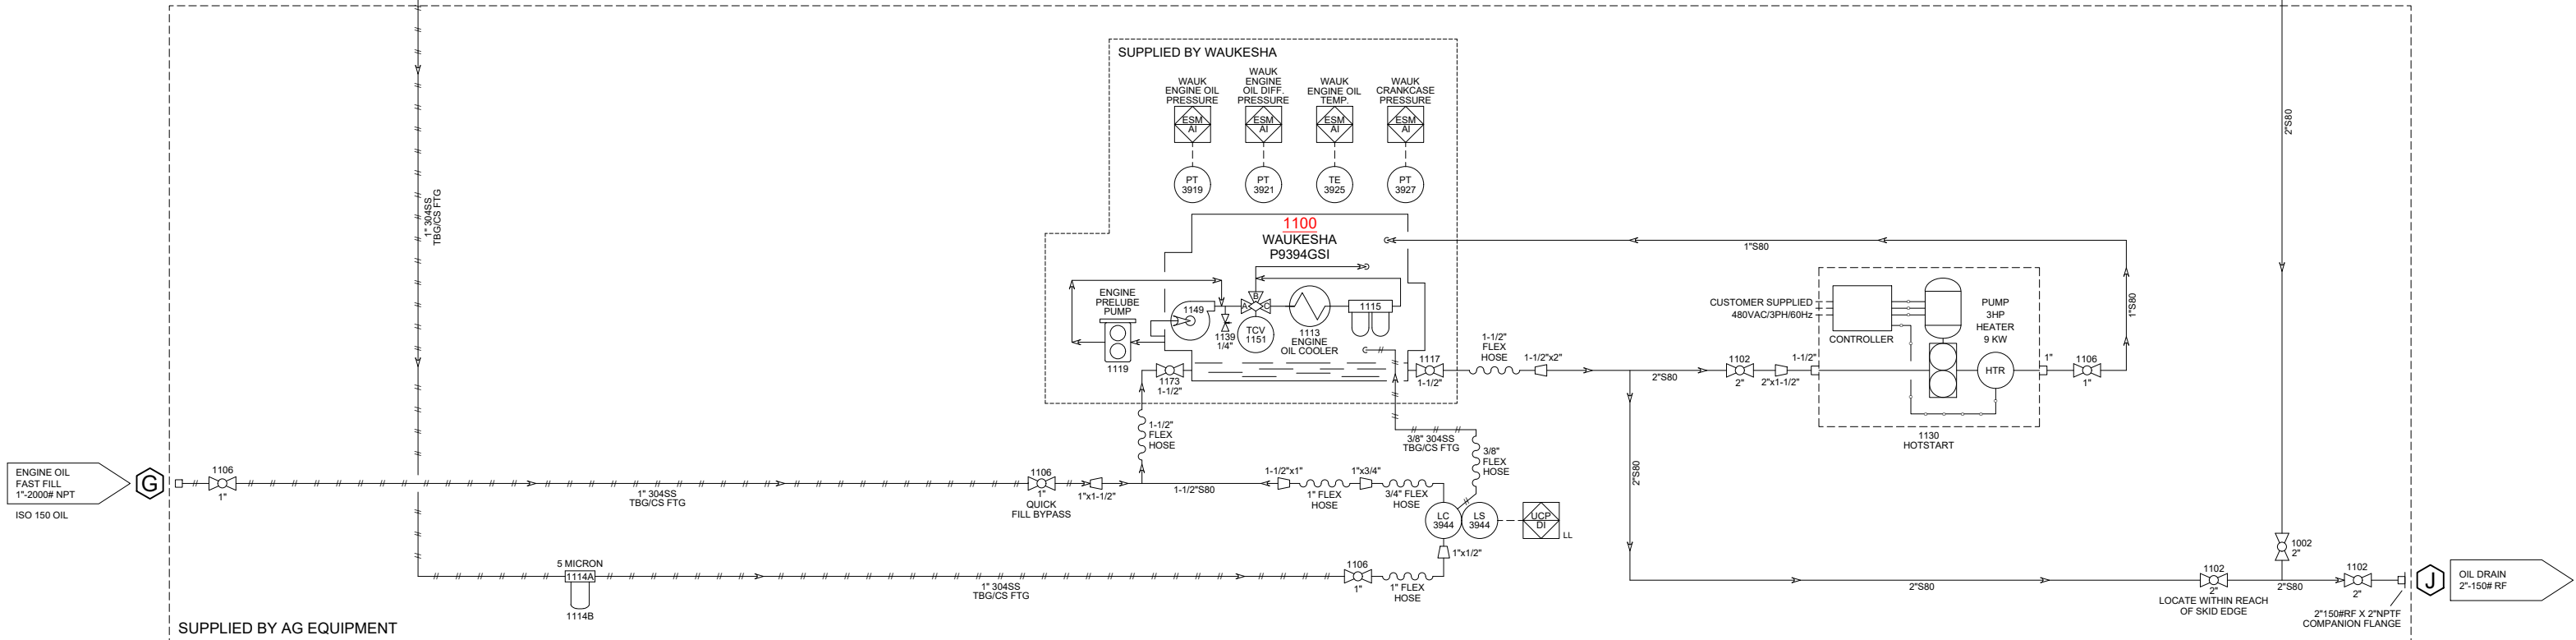 SUPPLIED BY WAUKESHA
WAUK
ENGINE OIL
PRESSURE
ESM
AI
PT
3919
WAUK
ENGINE
OIL DIFF.
PRESSURE
ESM
AI
PT
3921
WAUK
ENGINE OIL
TEMP.
ESM
AI
TE
3925
WAUK
CRANKCASE
PRESSURE
ESM
AI
PT
3927
1" 304SS
TBG/CS FTG
2"S80
1100
WAUKESHA
P9394GSI
1"S80
ENGINE
PRELUBE
PUMP
1119
1149
1139
1/4"
A
B
C
TCV
1151
1113
ENGINE
OIL COOLER
1115
1173
1-1/2"
1117
1-1/2"
1-1/2"
FLEX
HOSE
1-1/2"x2"
2"S80
1102
2"
2"x1-1/2"
1-1/2"
CUSTOMER SUPPLIED
480VAC/3PH/60Hz
CONTROLLER
PUMP
3HP
HEATER
9 KW
HTR
1130
HOTSTART
1"
1106
1"
1"S80
1-1/2"
FLEX
HOSE
3/8" 304SS
TBG/CS FTG
3/8"
FLEX
HOSE
ENGINE OIL
FAST FILL
1"-2000# NPT
G
ISO 150 OIL
1106
1"
1" 304SS
TBG/CS FTG
1106
1"
QUICK
FILL BYPASS
1"x1-1/2"
1-1/2"S80
1-1/2"x1"
1" FLEX
HOSE
1"x3/4"
3/4" FLEX
HOSE
LC
3944
LS
3944
UCP
DI
LL
1"x1/2"
2"S80
5 MICRON
1114A
1114B
1" 304SS
TBG/CS FTG
1106
1"
1" FLEX
HOSE
2"S80
1102
2"
LOCATE WITHIN REACH
OF SKID EDGE
1002
2"
2"S80
1102
2"
2"150#RF X 2"NPTF
COMPANION FLANGE
J
OIL DRAIN
2"-150# RF
SUPPLIED BY AG EQUIPMENT